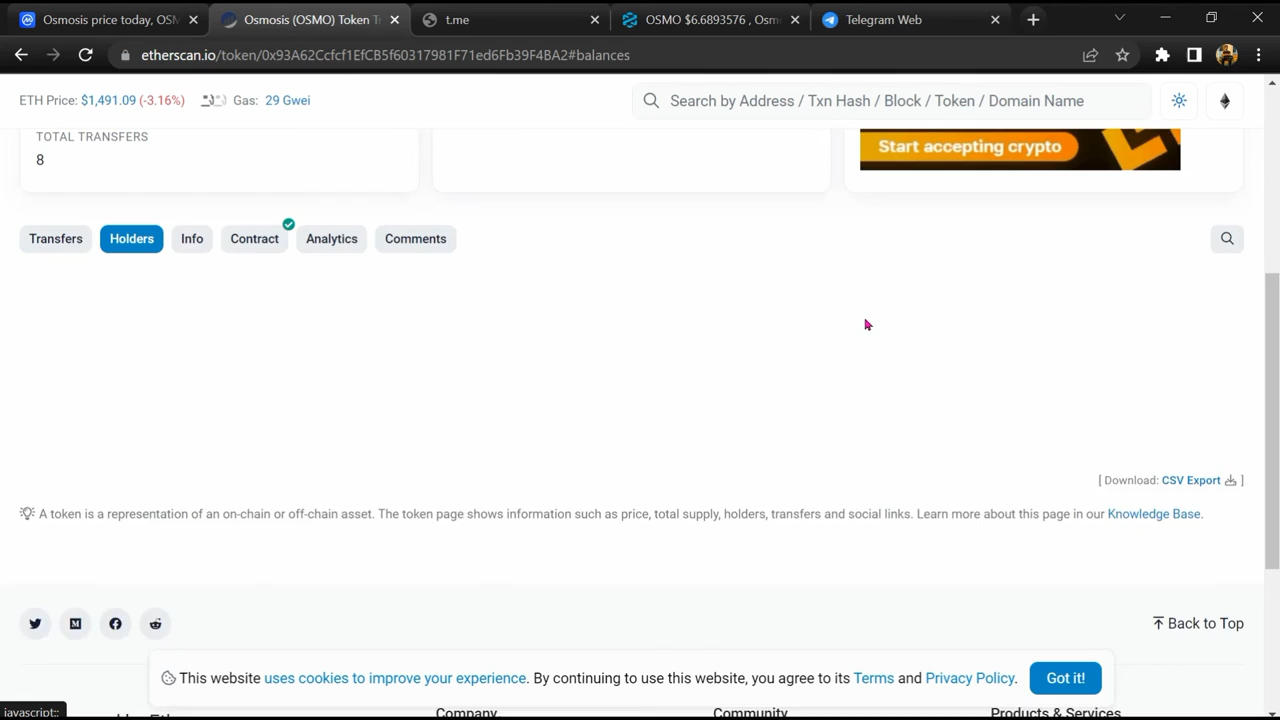 Osmosis price today, OSM
Osmosis (OSMO) Token T
t.me
OSMO $6.6893576 , Osm
Telegram Web
etherscan.io/token/0x93A62Ccfcf1EfCB5f60317981F71ed6Fb39F4BA2#balances
ETH Price: $1,491.09 (-3.16%)
Gas: 29 Gwei
Search by Address / Txn Hash / Block / Token / Domain Name
TOTAL TRANSFERS
8
Start accepting crypto
Transfers
Holders
Info
Contract
Analytics
Comments
[ Download: CSV Export ]
A token is a representation of an on-chain or off-chain asset. The token page shows information such as price, total supply, holders, transfers and social links. Learn more about this page in our Knowledge Base.
Back to Top
This website uses cookies to improve your experience. By continuing to use this website, you agree to its Terms and Privacy Policy.
Got it!
javascript:;
Company
Community
Products & Services